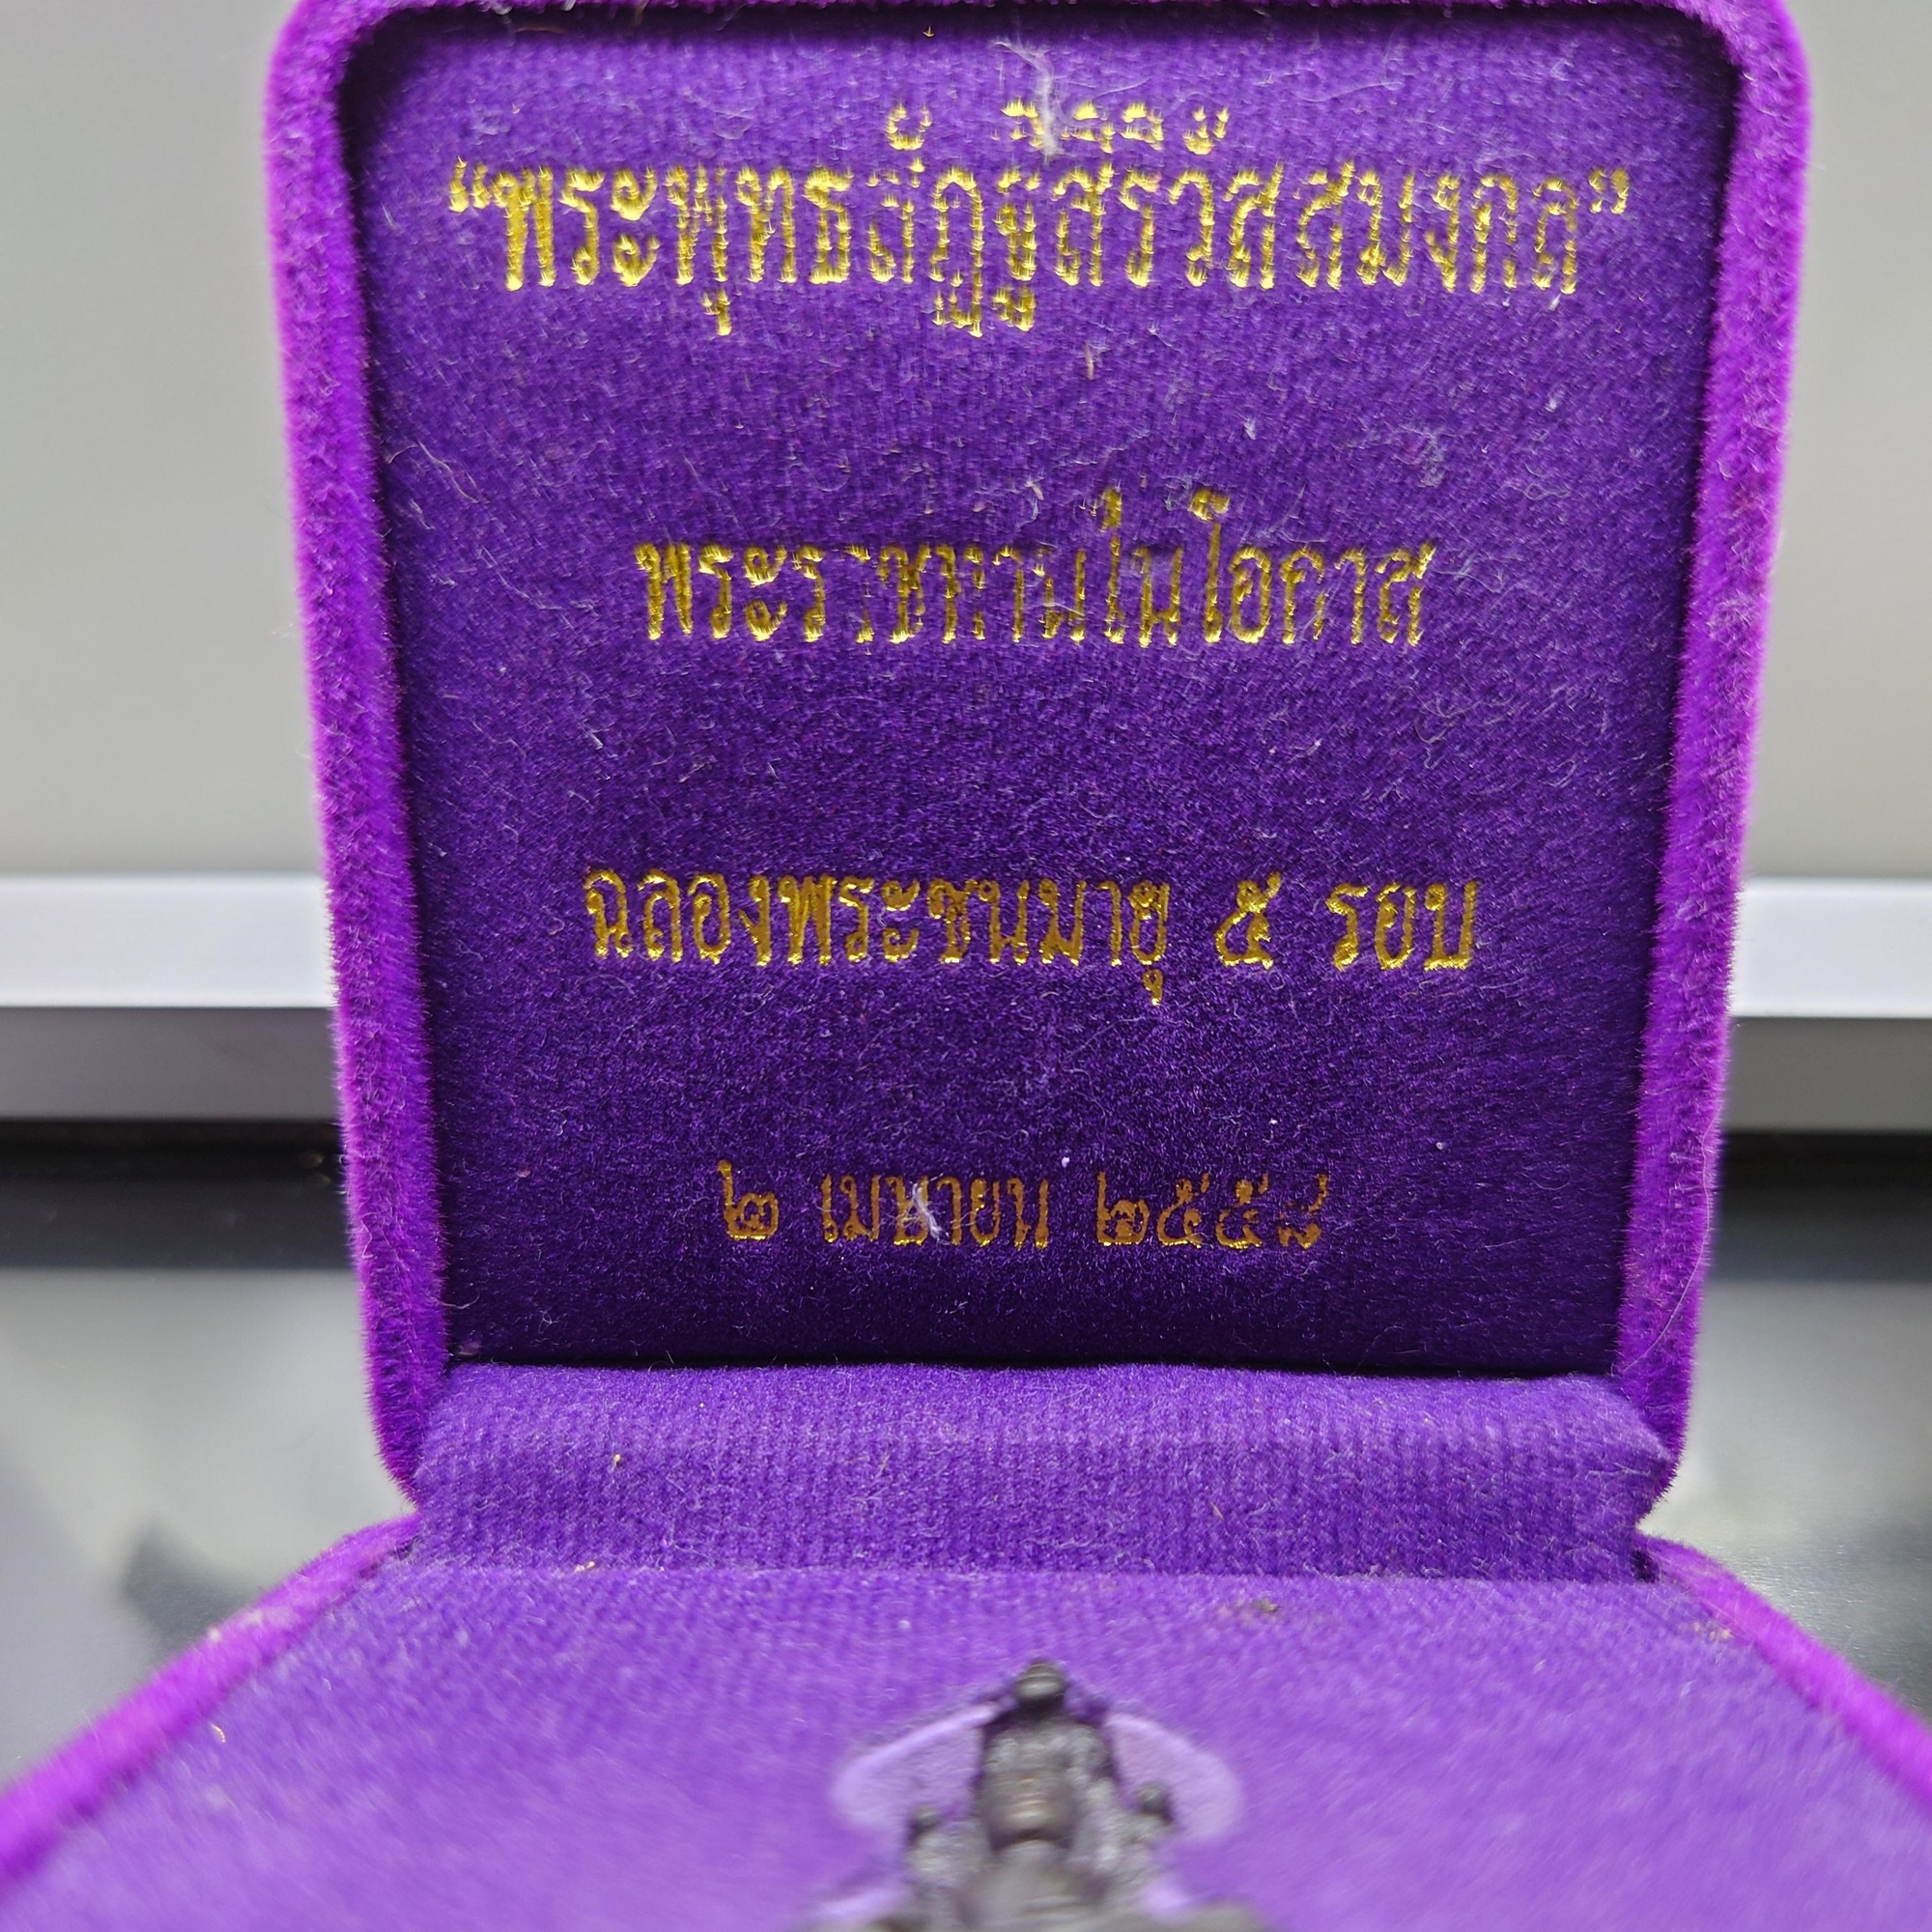 "พระพุทธสัฏฐิสิริวัสสมงคล"
พระราชทานในโอกาส
ฉลองพระชนมายุ ๕ รอบ
๒ เมษายน ๒๕๕๘